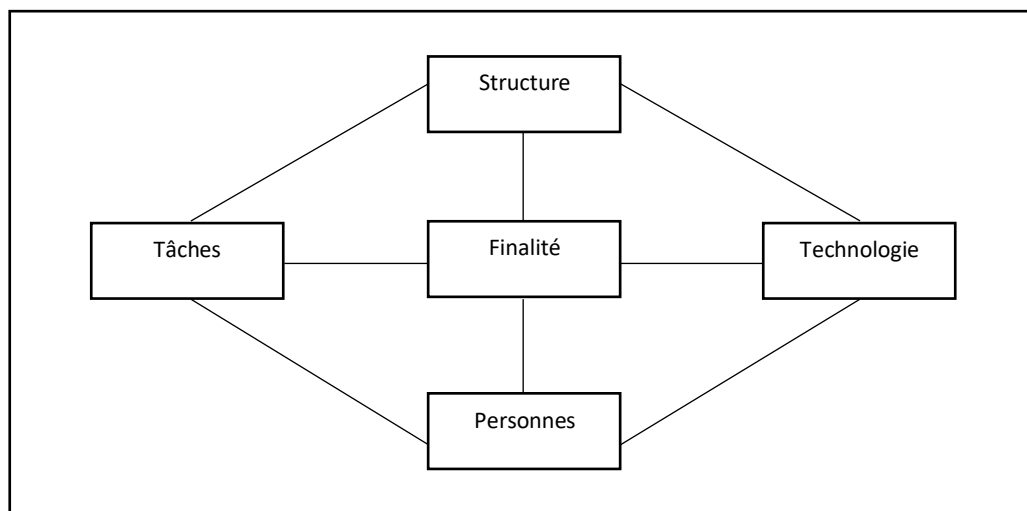 Structure
Tâches
Finalité
Technologie
Personnes